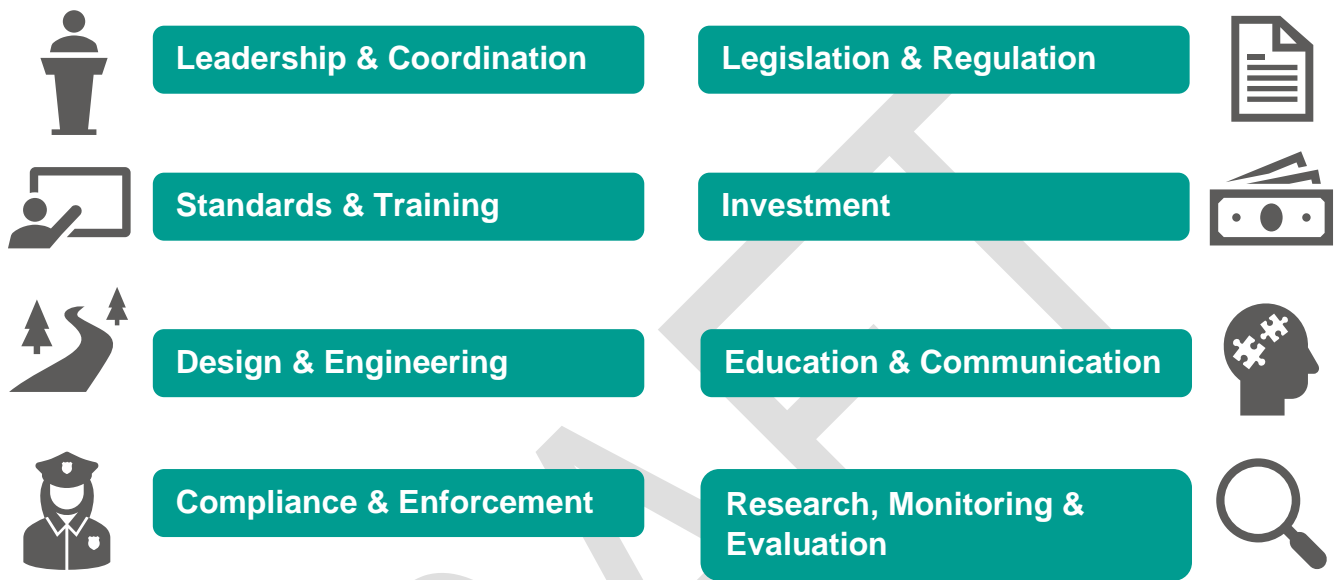 Leadership & Coordination
Legislation & Regulation
Standards & Training
Investment
Design & Engineering
Education & Communication
Compliance & Enforcement
Research, Monitoring &
Evaluation